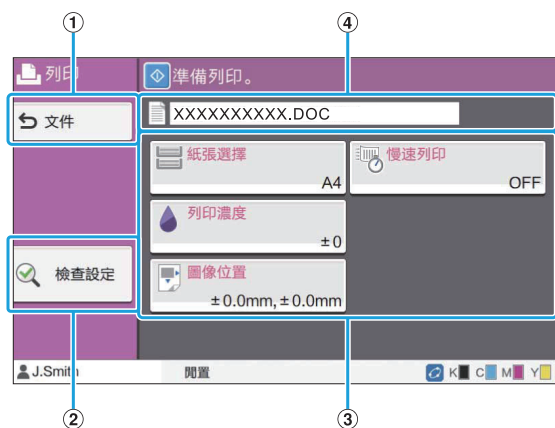 ① ④
列印 準備列印。
文件 XXXXXXXXXX.DOC
紙張選擇 慢速列印
A4 OFF
列印濃度
±0
檢查設定 圖像位置
±0.0mm,±0.0mm
J.Smith 閒置 K C M Y
② ③